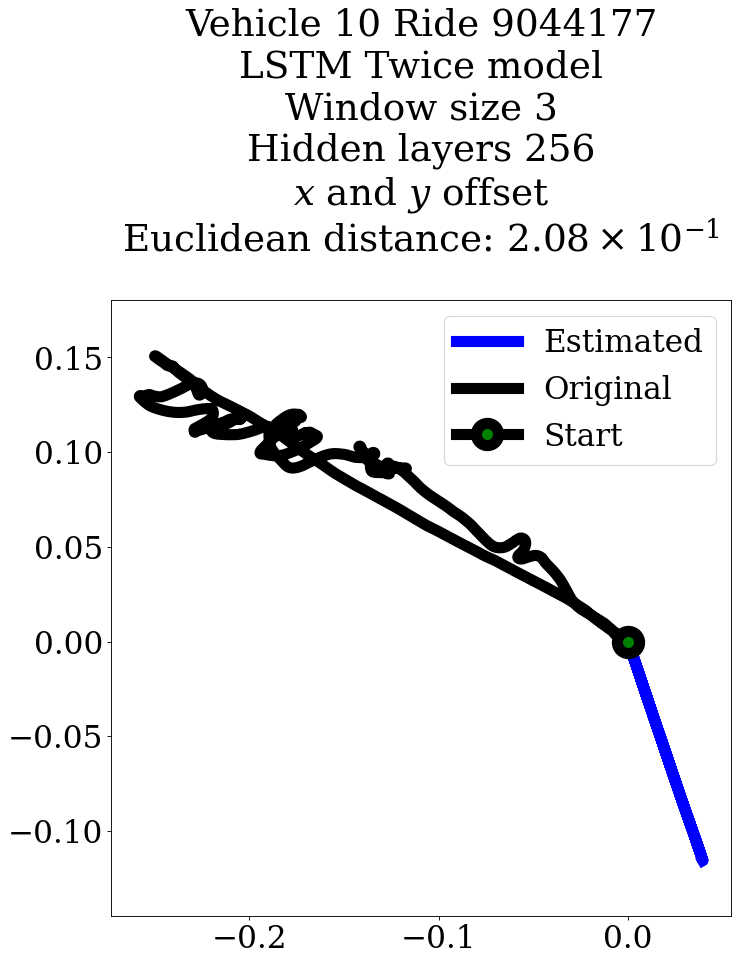 Vehicle 10 Ride 9044177
LSTM Twice model
Window size 3
Hidden layers 256
x and y offset
Euclidean distance: 2.08 × 10⁻¹
Estimated
Original
Start
0.15
0.10
0.05
0.00
−0.05
−0.10
−0.2
−0.1
0.0